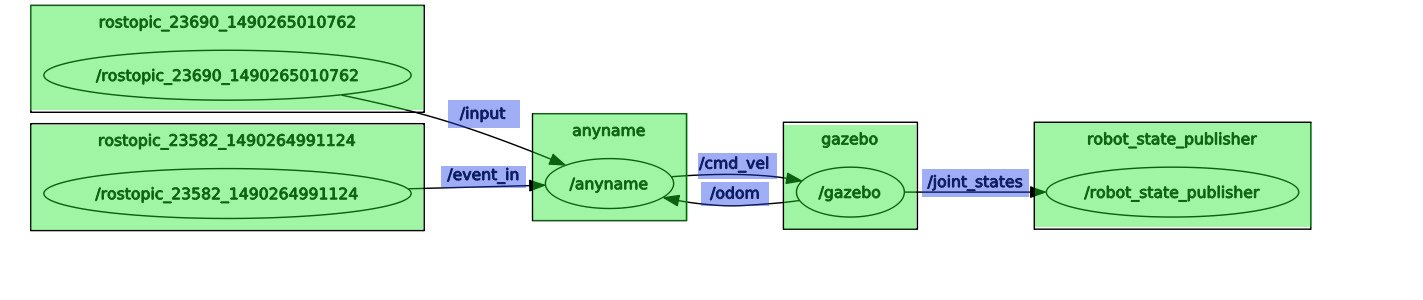 rostopic_23690_1490265010762
/rostopic_23690_1490265010762
/input
rostopic_23582_1490264991124
/rostopic_23582_1490264991124
/event_in
anyname
/anyname
/cmd_vel
/odom
gazebo
/gazebo
/joint_states
robot_state_publisher
/robot_state_publisher